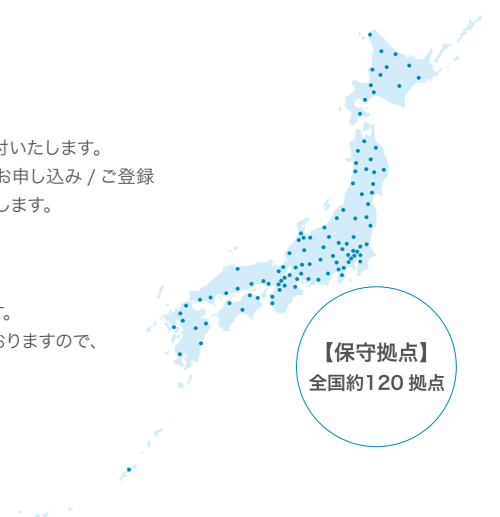 付いたします。
お申し込み / ご登録
します。
す。
おりますので、
【保守拠点】
全国約120 拠点